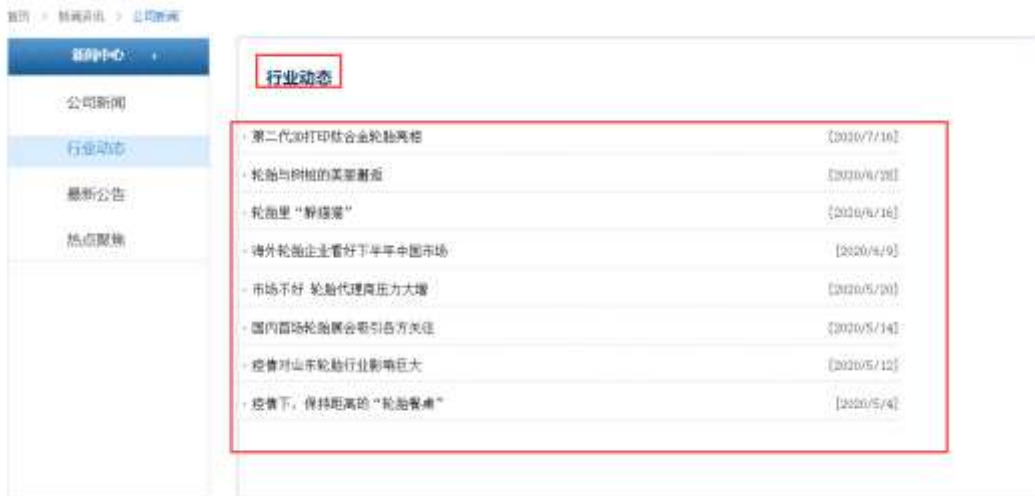 首页 > 新闻资讯 > 公司新闻
新闻中心 +
公司新闻
行业动态
最新公告
热点聚焦
行业动态
· 第二代3D打印钛合金轮胎亮相 [2020/7/16]
· 轮胎与树桩的美丽邂逅 [2020/6/28]
· 轮胎里“躲猫猫” [2020/6/16]
· 海外轮胎企业看好下半年中国市场 [2020/6/9]
· 市场不好 轮胎代理商压力大增 [2020/5/20]
· 国内首场轮胎展会吸引各方关注 [2020/5/14]
· 疫情对山东轮胎行业影响巨大 [2020/5/12]
· 疫情下，保持距离的“轮胎餐桌” [2020/5/4]